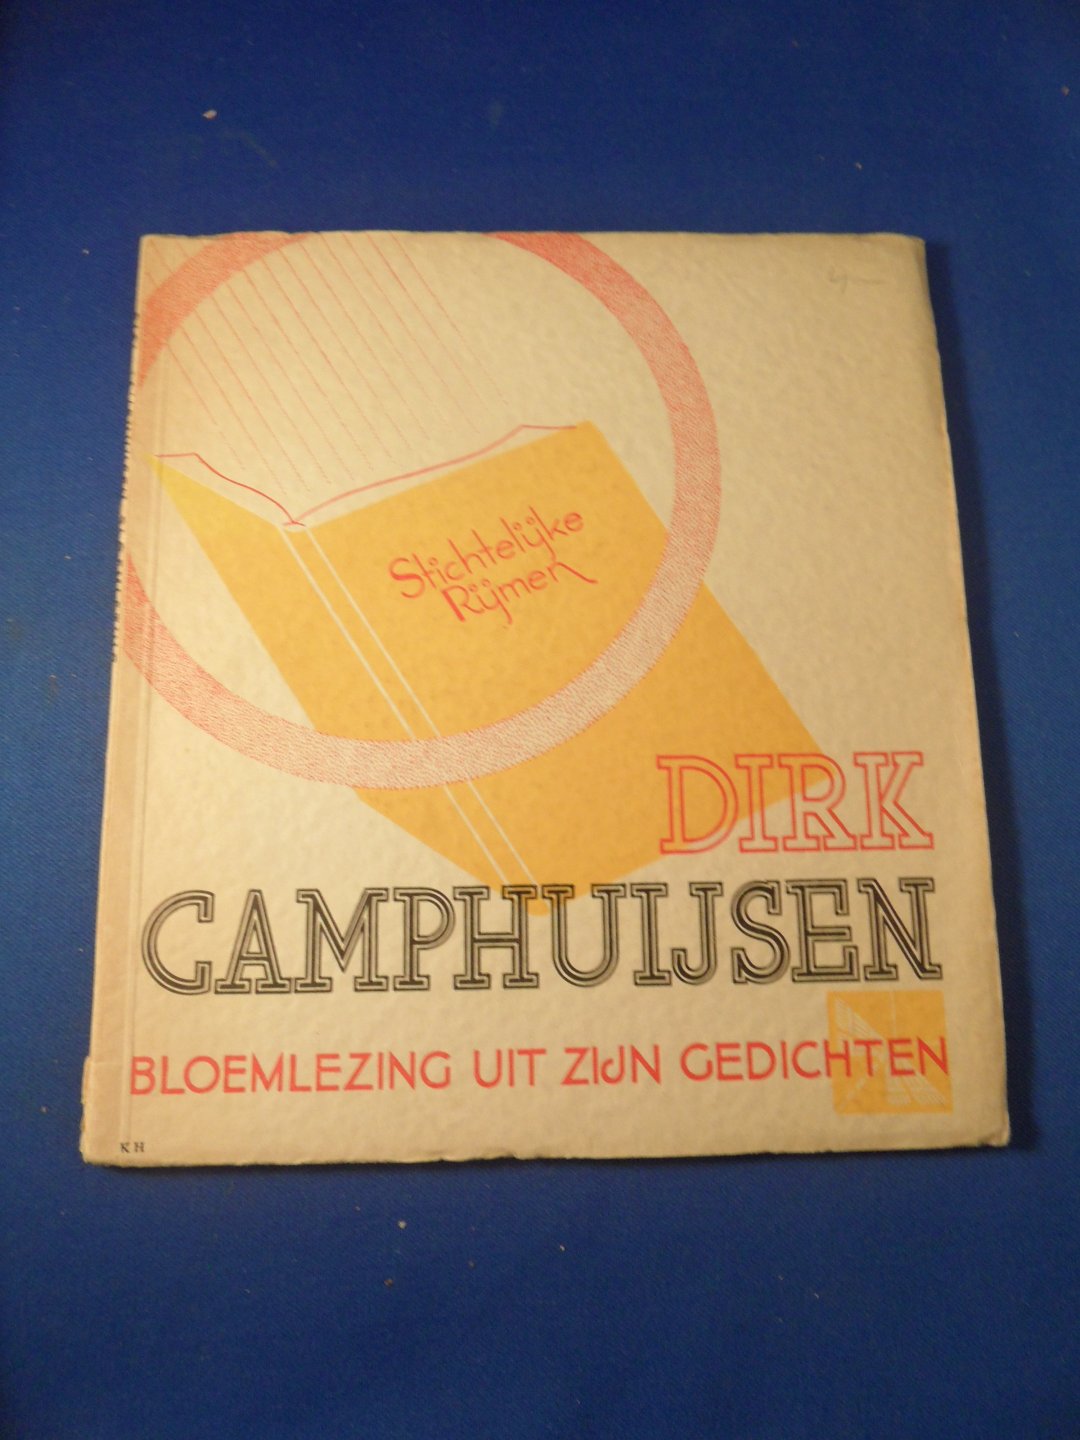 Stichtelijke
Rijmen
DIRK
CAMPHUIJSEN
BLOEMLEZING UIT ZIJN GEDICHTEN
KH